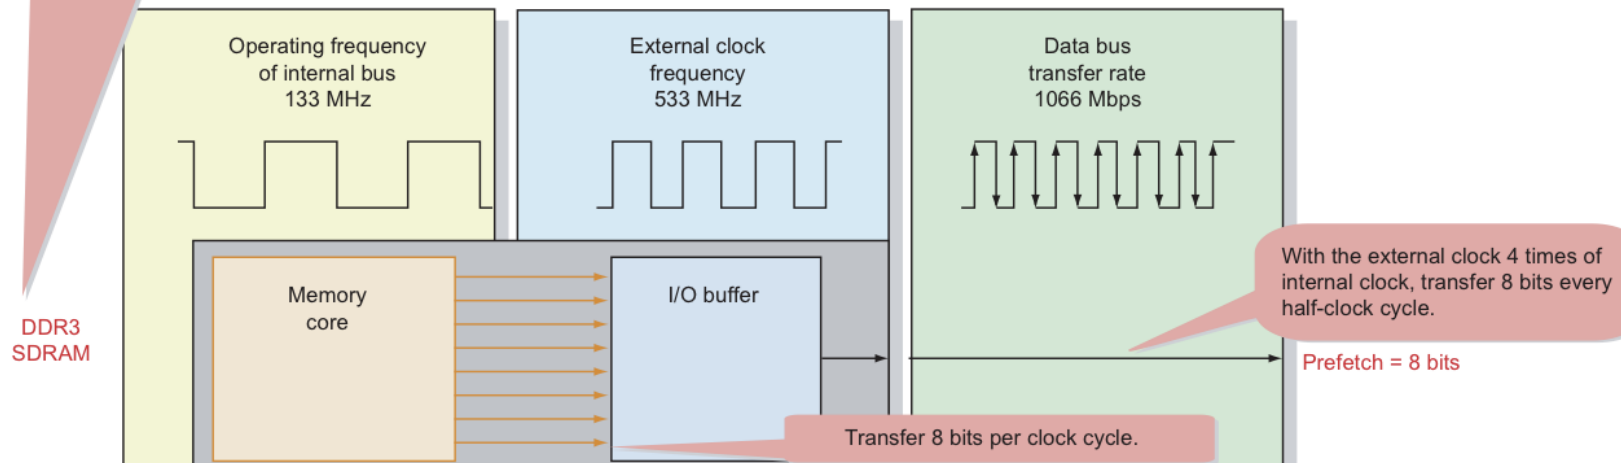 Operating frequency
of internal bus
133 MHz
External clock
frequency
533 MHz
Data bus
transfer rate
1066 Mbps
With the external clock 4 times of
internal clock, transfer 8 bits every
half-clock cycle.
Memory
core
I/O buffer
DDR3
SDRAM
Prefetch = 8 bits
Transfer 8 bits per clock cycle.